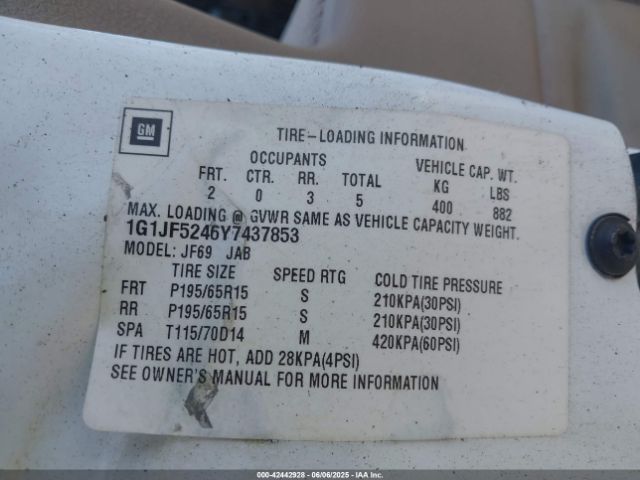 GM
TIRE-LOADING INFORMATION
OCCUPANTS VEHICLE CAP. WT.
FRT. CTR. RR. TOTAL KG LBS
2 0 3 5 400 882
MAX. LOADING @ GVWR SAME AS VEHICLE CAPACITY WEIGHT.
1G1JF5246Y7437853
MODEL: JF69 JAB
TIRE SIZE SPEED RTG COLD TIRE PRESSURE
FRT P195/65R15 S 210KPA(30PSI)
RR P195/65R15 S 210KPA(30PSI)
SPA T115/70D14 M 420KPA(60PSI)
IF TIRES ARE HOT, ADD 28KPA(4PSI)
SEE OWNER'S MANUAL FOR MORE INFORMATION
000-42442928 | 06/06/2025 | IAA Inc.